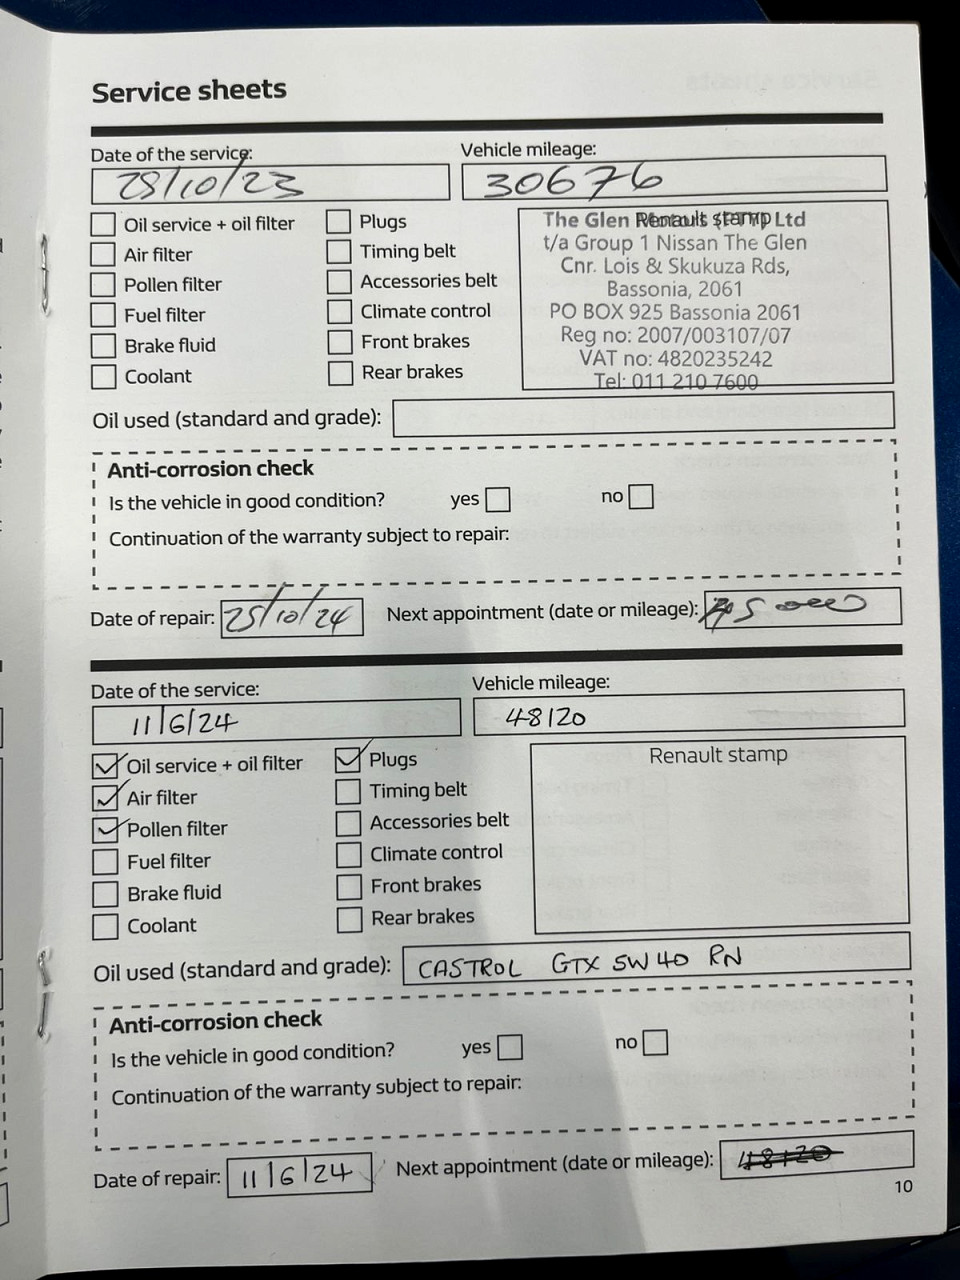 Service sheets
Date of the service:
Vehicle mileage:
25/10/23
30676
Oil service + oil filter
Plugs
Air filter
Timing belt
Pollen filter
Accessories belt
Fuel filter
Climate control
Brake fluid
Front brakes
Coolant
Rear brakes
Renault stamp
The Glen Motors (PTY) Ltd
t/a Group 1 Nissan The Glen
Cnr. Lois & Skukuza Rds,
Bassonia, 2061
PO BOX 925 Bassonia 2061
Reg no: 2007/003107/07
VAT no: 4820235242
Tel: 011 210 7600
Oil used (standard and grade):
Anti-corrosion check
Is the vehicle in good condition?
yes
no
Continuation of the warranty subject to repair:
Date of repair: 25/10/24
Next appointment (date or mileage): 45000
Date of the service:
Vehicle mileage:
11/6/24
48120
Oil service + oil filter
Plugs
Air filter
Timing belt
Pollen filter
Accessories belt
Fuel filter
Climate control
Brake fluid
Front brakes
Coolant
Rear brakes
Renault stamp
Oil used (standard and grade): CASTROL GTX 5W40 RN
Anti-corrosion check
Is the vehicle in good condition?
yes
no
Continuation of the warranty subject to repair:
Date of repair: 11/6/24
Next appointment (date or mileage): 48120
10